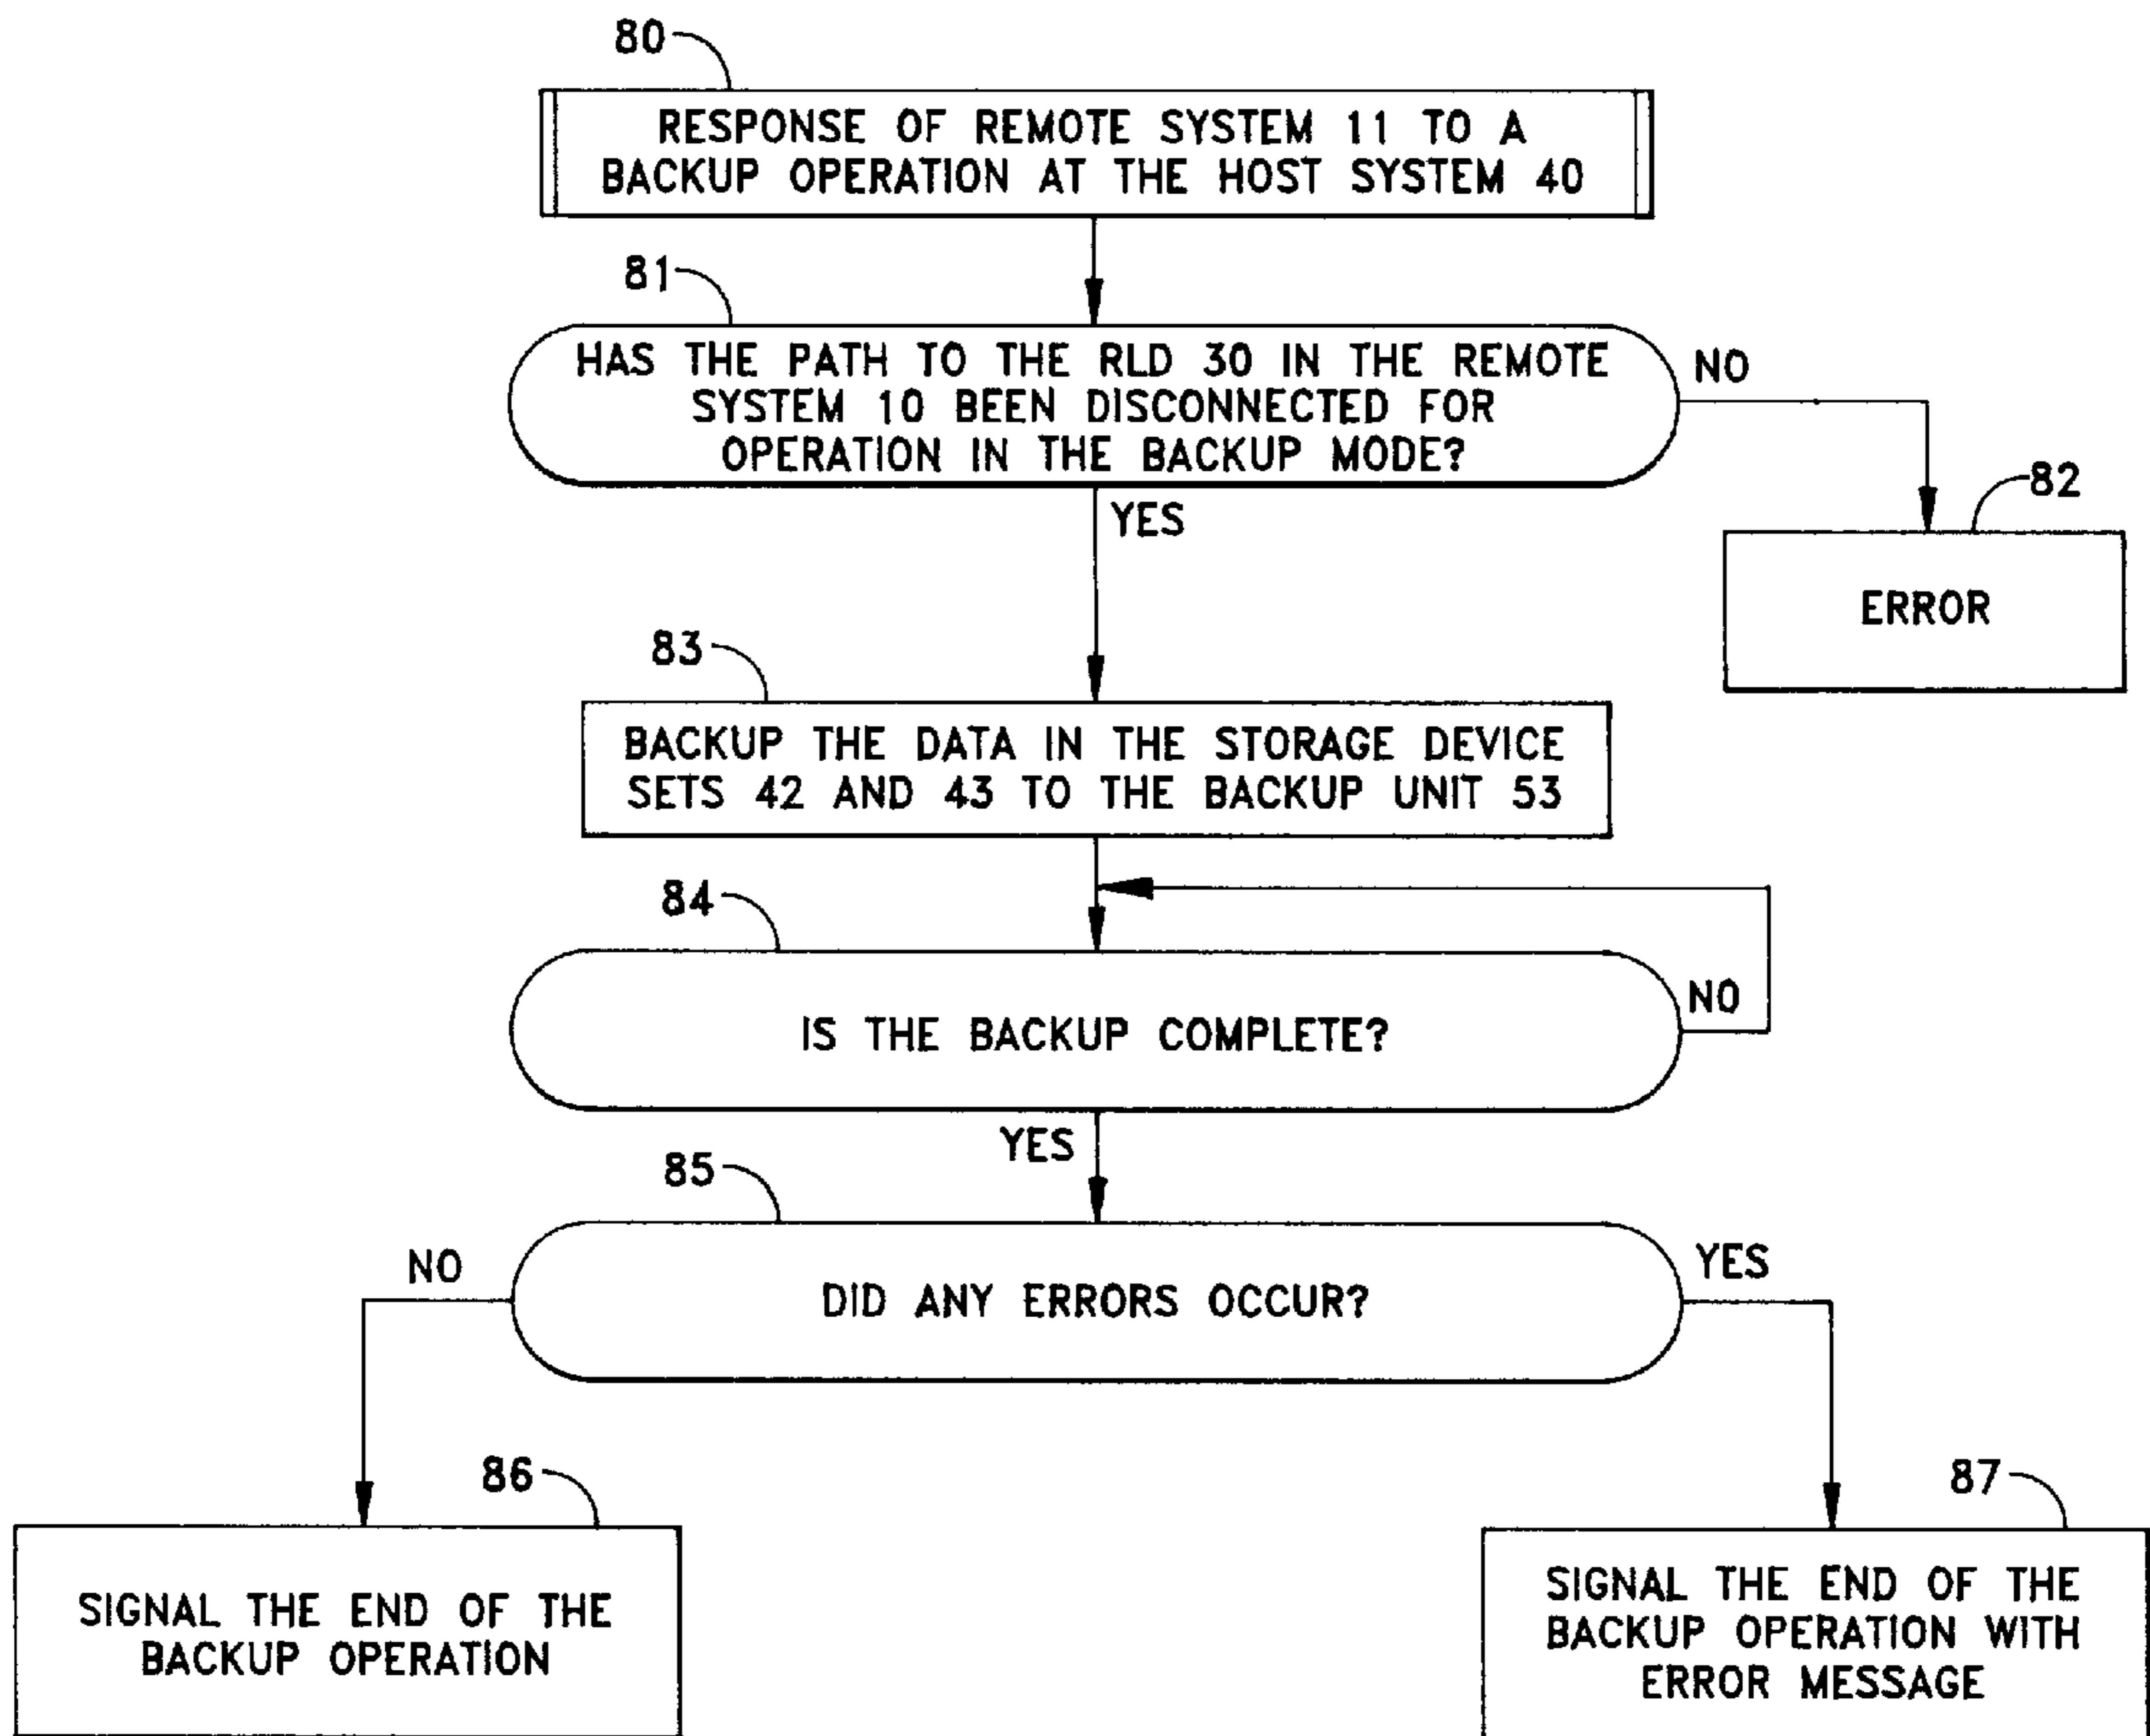 80
RESPONSE OF REMOTE SYSTEM 11 TO A
BACKUP OPERATION AT THE HOST SYSTEM 40
81
HAS THE PATH TO THE RLD 30 IN THE REMOTE
SYSTEM 10 BEEN DISCONNECTED FOR
OPERATION IN THE BACKUP MODE?
NO
YES
82
ERROR
83
BACKUP THE DATA IN THE STORAGE DEVICE
SETS 42 AND 43 TO THE BACKUP UNIT 53
84
IS THE BACKUP COMPLETE?
NO
YES
85
DID ANY ERRORS OCCUR?
NO
YES
86
SIGNAL THE END OF THE
BACKUP OPERATION
87
SIGNAL THE END OF THE
BACKUP OPERATION WITH
ERROR MESSAGE